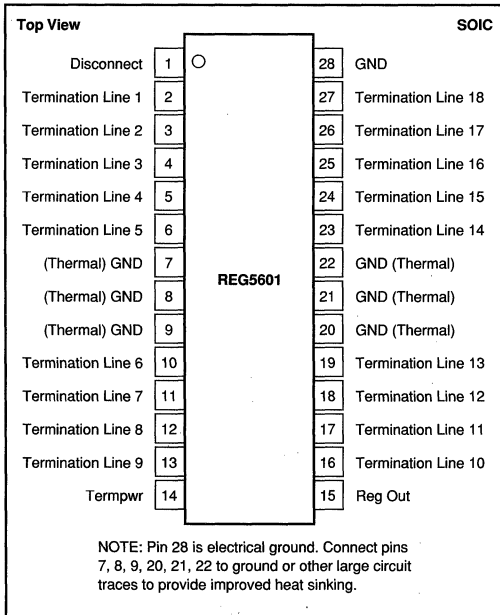 Top View SOIC
Disconnect 1 28 GND
Termination Line 1 2 27 Termination Line 18
Termination Line 2 3 26 Termination Line 17
Termination Line 3 4 25 Termination Line 16
Termination Line 4 5 24 Termination Line 15
Termination Line 5 6 23 Termination Line 14
(Thermal) GND 7 22 GND (Thermal)
REG5601
(Thermal) GND 8 21 GND (Thermal)
(Thermal) GND 9 20 GND (Thermal)
Termination Line 6 10 19 Termination Line 13
Termination Line 7 11 18 Termination Line 12
Termination Line 8 12 17 Termination Line 11
Termination Line 9 13 16 Termination Line 10
Termpwr 14 15 Reg Out
NOTE: Pin 28 is electrical ground. Connect pins
7, 8, 9, 20, 21, 22 to ground or other large circuit
traces to provide improved heat sinking.